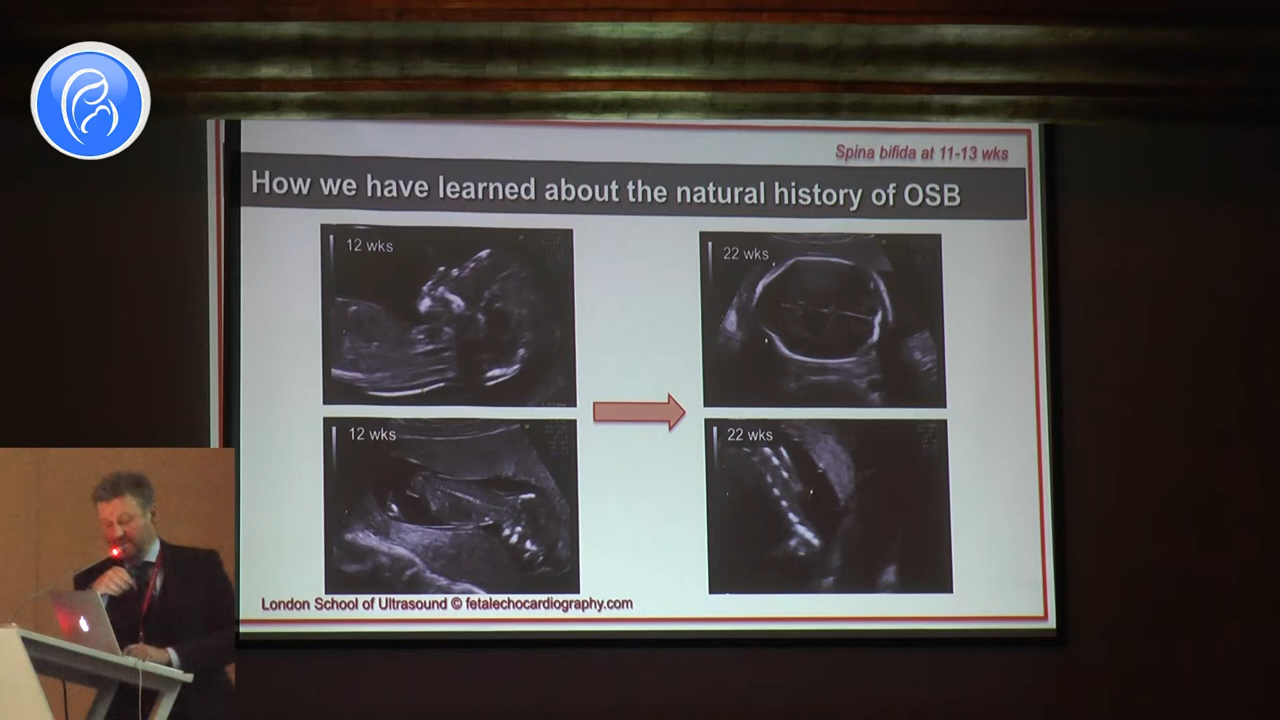 Spina bifida at 11-13 wks
How we have learned about the natural history of OSB
12 wks
22 wks
12 wks
22 wks
London School of Ultrasound © fetalechocardiography.com